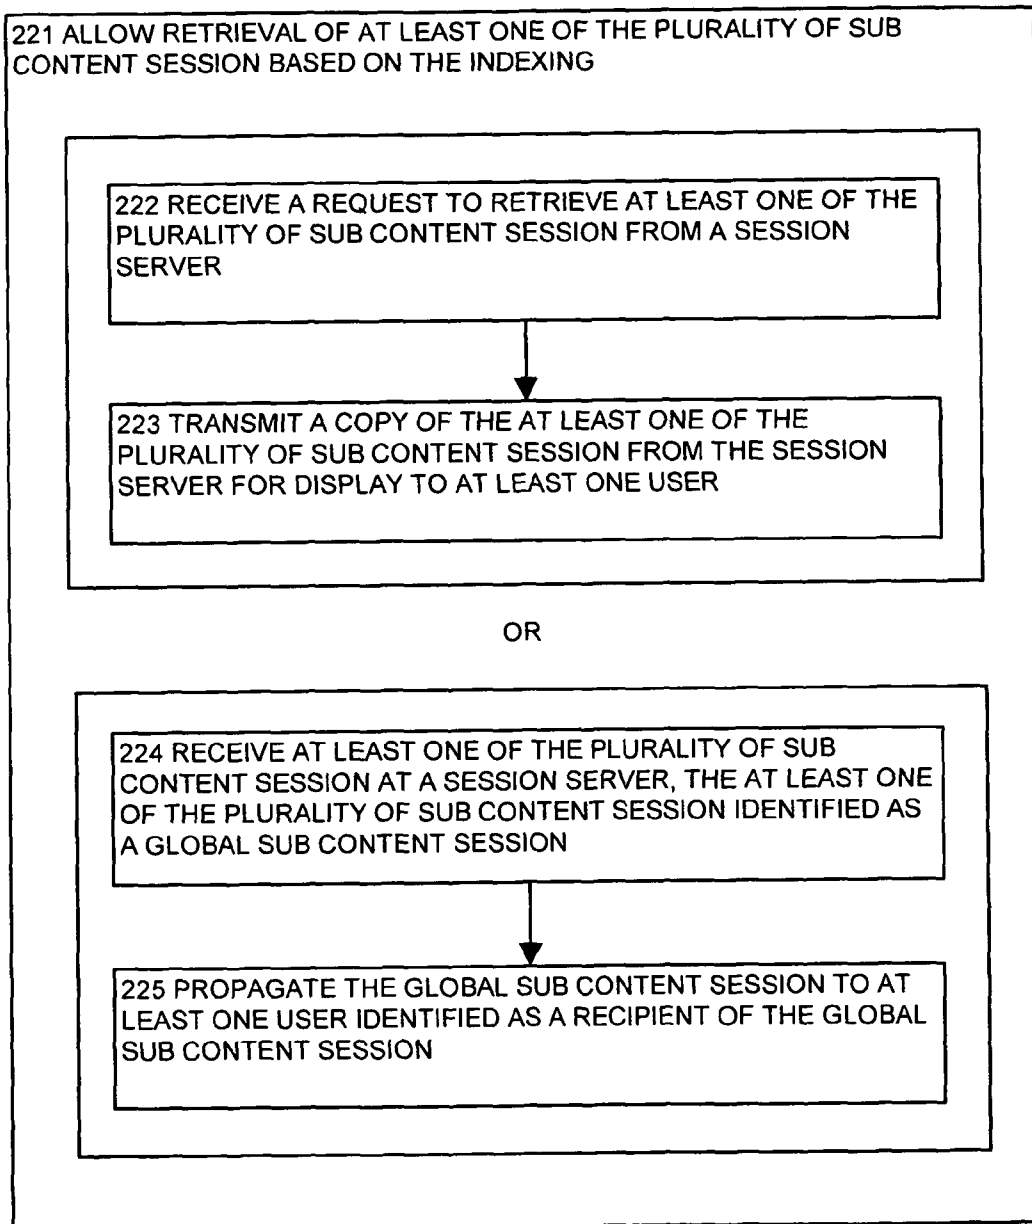 221 ALLOW RETRIEVAL OF AT LEAST ONE OF THE PLURALITY OF SUB
CONTENT SESSION BASED ON THE INDEXING
222 RECEIVE A REQUEST TO RETRIEVE AT LEAST ONE OF THE
PLURALITY OF SUB CONTENT SESSION FROM A SESSION
SERVER
223 TRANSMIT A COPY OF THE AT LEAST ONE OF THE
PLURALITY OF SUB CONTENT SESSION FROM THE SESSION
SERVER FOR DISPLAY TO AT LEAST ONE USER
OR
224 RECEIVE AT LEAST ONE OF THE PLURALITY OF SUB
CONTENT SESSION AT A SESSION SERVER, THE AT LEAST ONE
OF THE PLURALITY OF SUB CONTENT SESSION IDENTIFIED AS
A GLOBAL SUB CONTENT SESSION
225 PROPAGATE THE GLOBAL SUB CONTENT SESSION TO AT
LEAST ONE USER IDENTIFIED AS A RECIPIENT OF THE GLOBAL
SUB CONTENT SESSION